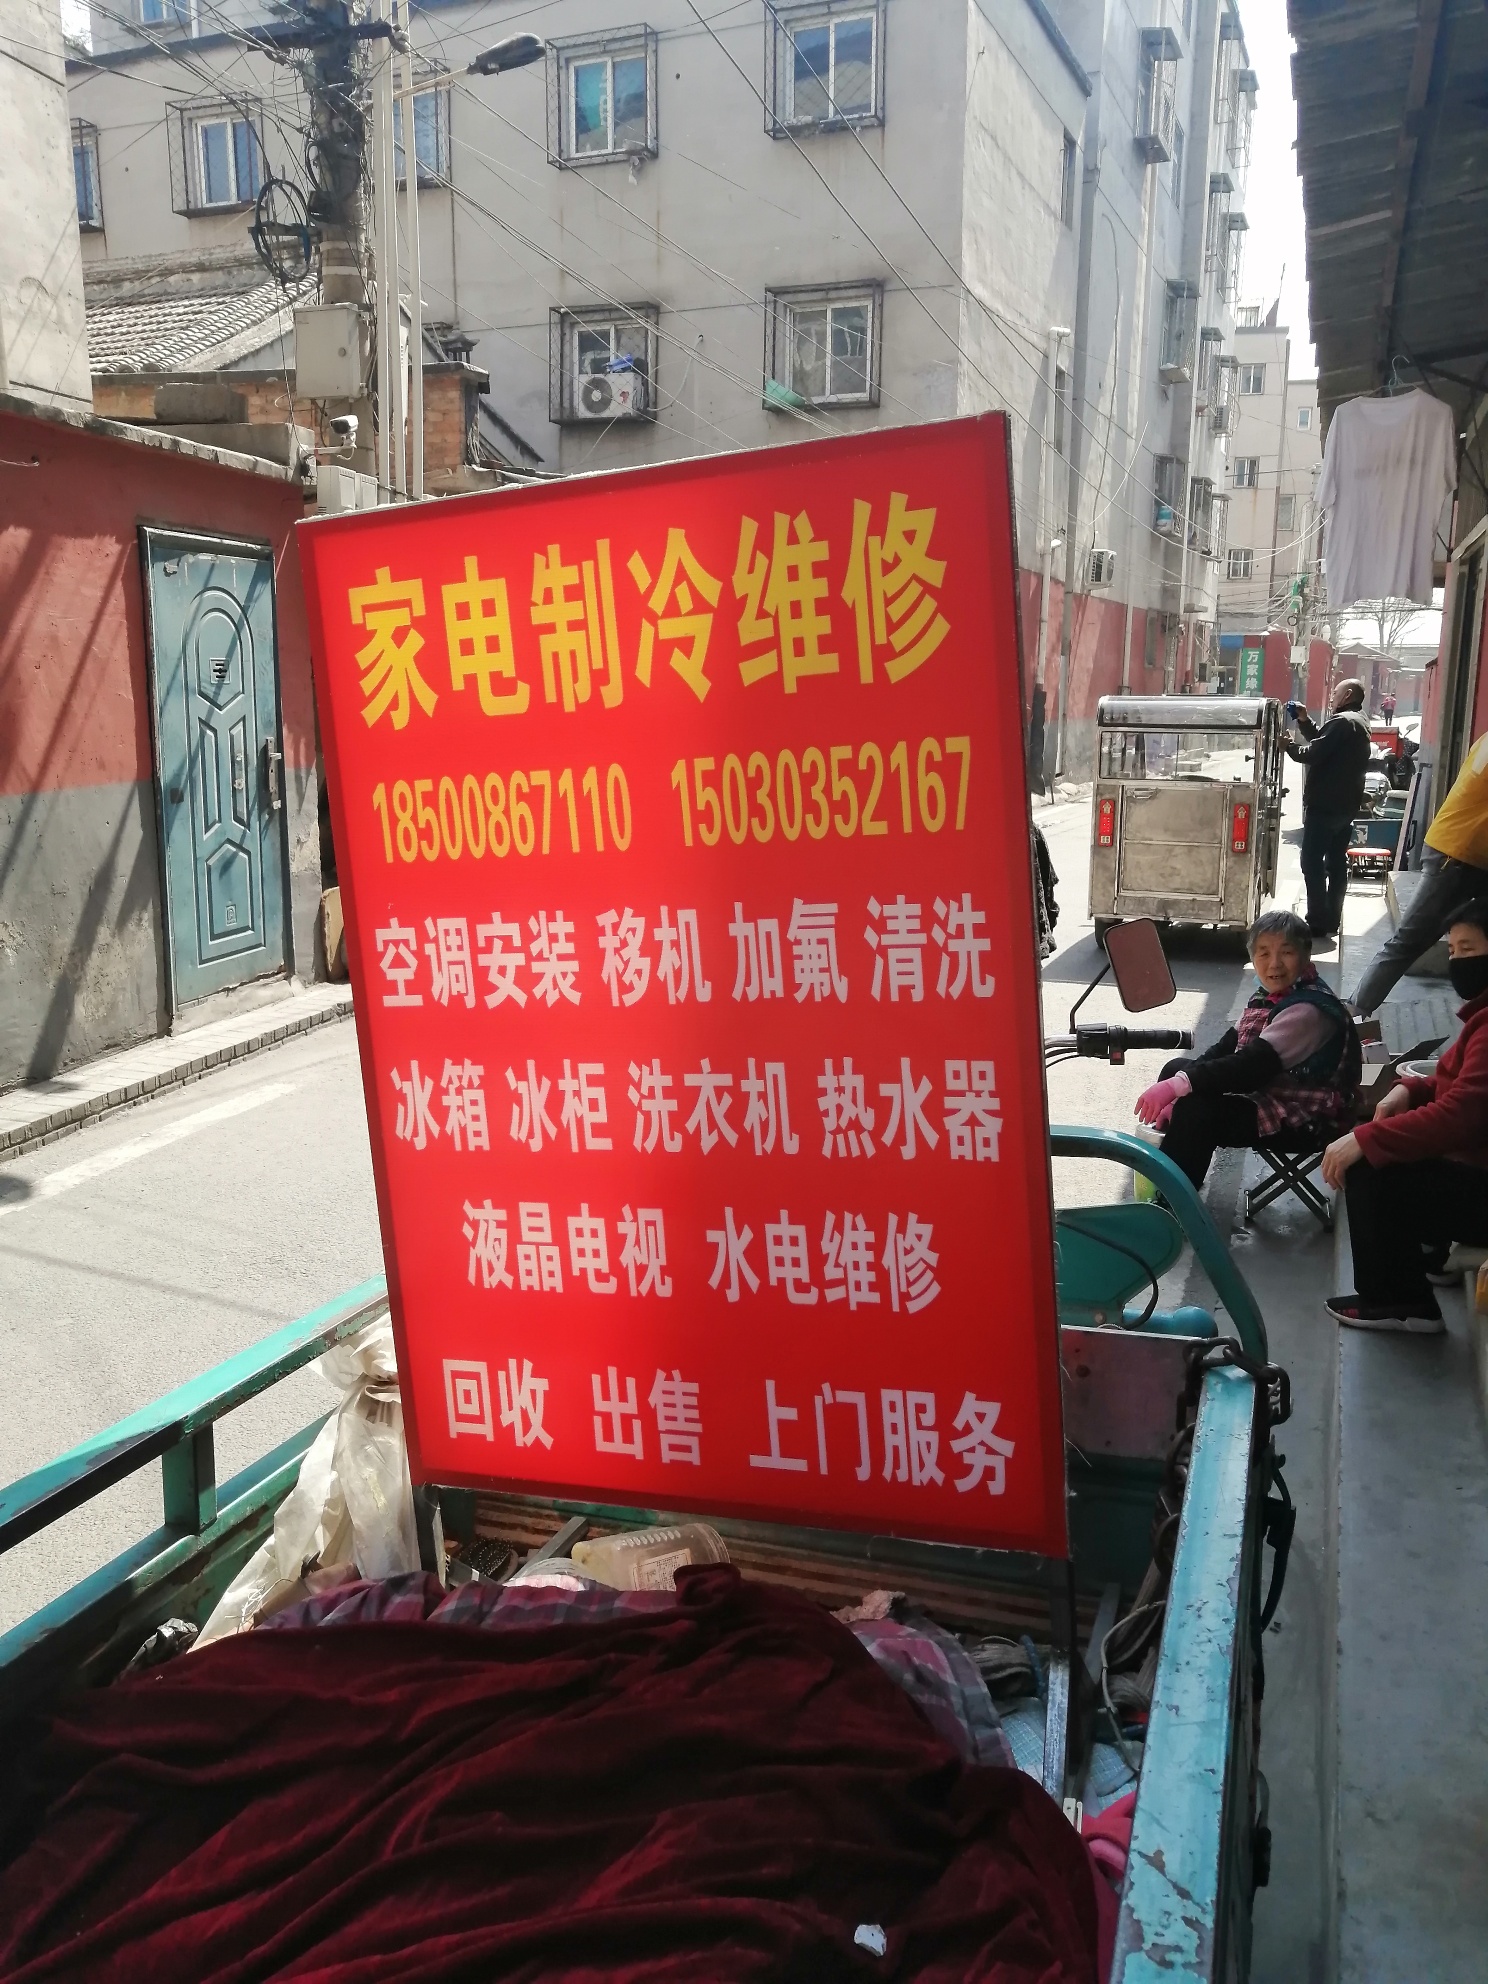 家电制冷维修
18500867110 15030352167
空调安装 移机 加氟 清洗
冰箱 冰柜 洗衣机 热水器
液晶电视 水电维修
回收 出售 上门服务
万家缘